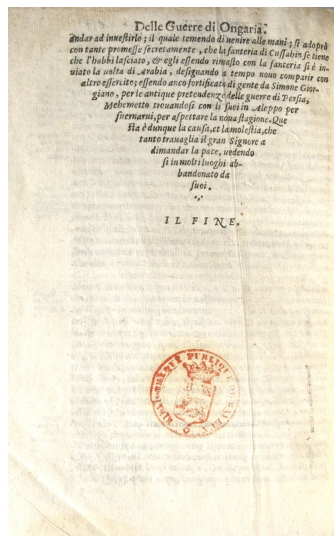 Delle Guerre di Ongaria.
andar ad inuestirlo; il quale temendo di uenire alle mani; si adoprò
con tante promesse secretamente, che la fanteria di Cussahin se tiene
che l'habbi lasciato, & egli essendo rimasto con la fanteria si è in-
uiato la uolta di Arabia, designando a tempo nouo comparir con
altro essercito; essendo anco fortificato di gente da Simone Gior-
giano, per le antique pretendenze delle guerre di Persia,
Mehemetto trouandosi con li suoi in Aleppo per
suernarui, per aspettare la noua stagione. Que
sta è dunque la causa, et la molestia, che
tanto trauaglia il gran Signore a
dimandar la pace, uedendo
si in molti luoghi ab-
bandonato da
suoi.
IL FINE.
PUBLIQUE